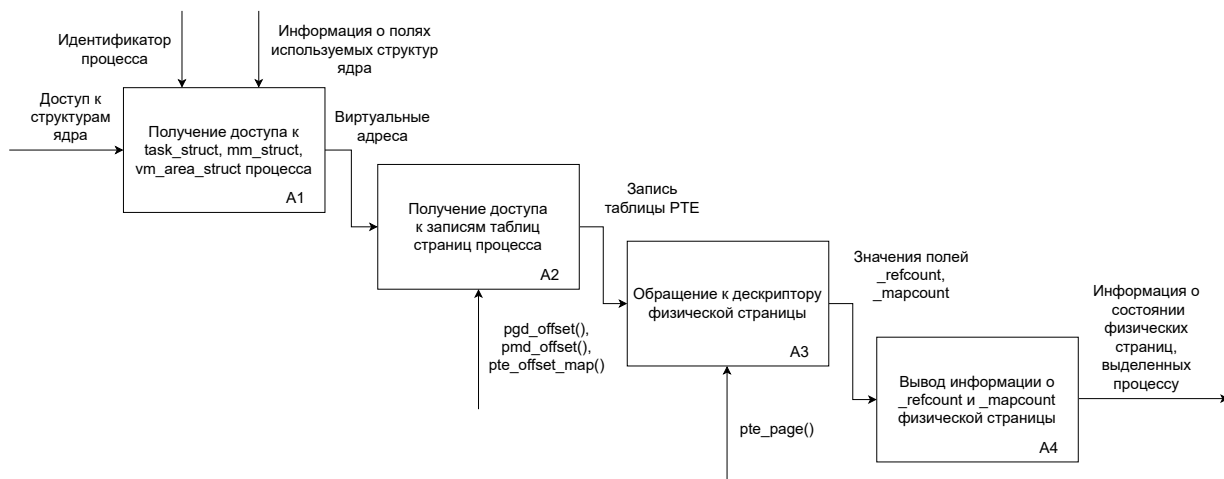 Идентификатор
процесса
Информация о полях
используемых структур
ядра
Доступ к
структурам
ядра
Получение доступа к
task_struct, mm_struct,
vm_area_struct процесса
A1
Виртуальные
адреса
Получение доступа
к записям таблиц
страниц процесса
A2
Запись
таблицы PTE
pgd_offset(),
pmd_offset(),
pte_offset_map()
Обращение к дескриптору
физической страницы
A3
Значения полей
_refcount,
_mapcount
pte_page()
Вывод информации о
_refcount и _mapcount
физической страницы
A4
Информация о
состоянии
физических
страниц,
выделенных
процессу